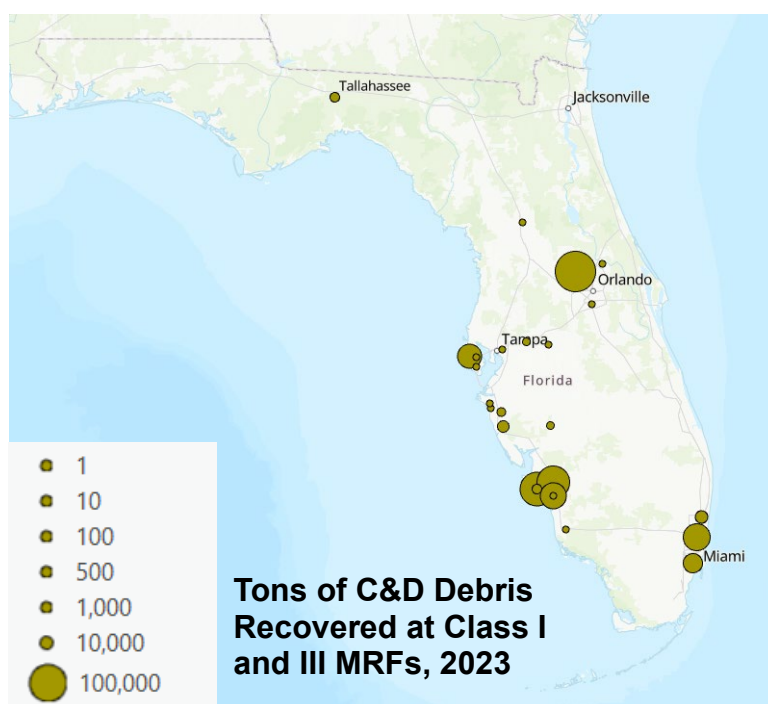 Tallahassee
Jacksonville
Orlando
Tampa
Florida
Miami
1
10
100
500
1,000
10,000
100,000
Tons of C&D Debris
Recovered at Class I
and III MRFs, 2023